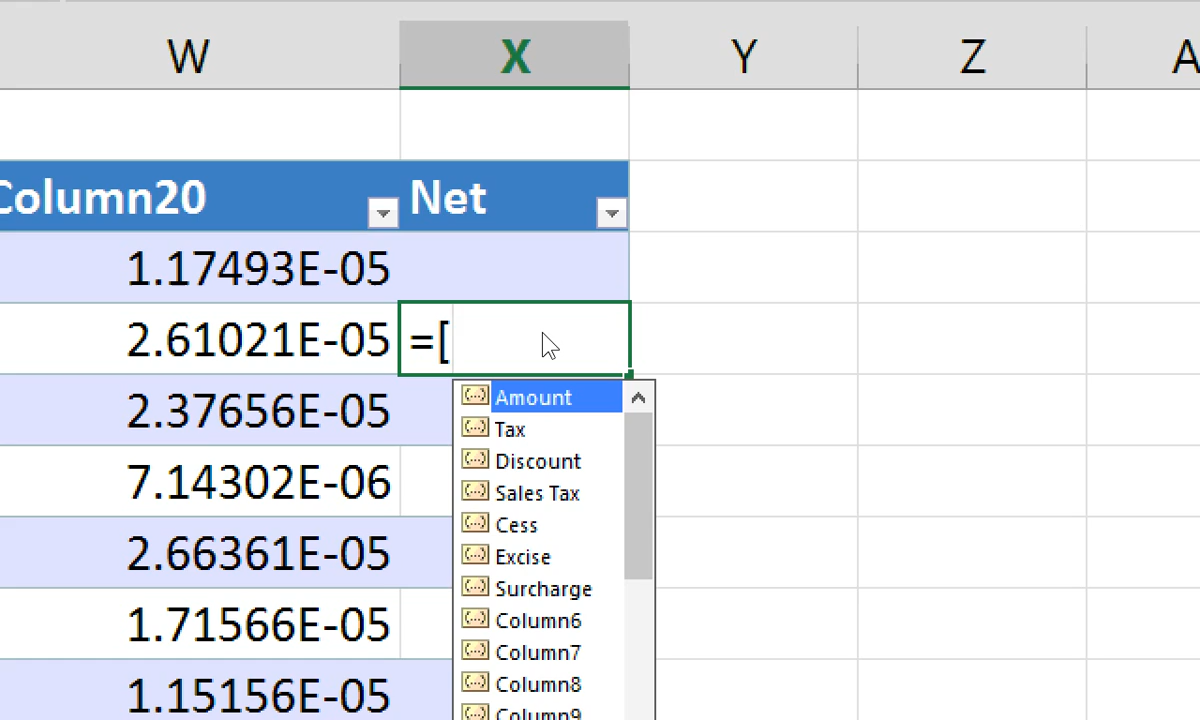 W X Y Z A
Column20 Net
1.17493E-05
2.61021E-05 =[
2.37656E-05 Amount
Tax
7.14302E-06 Discount
Sales Tax
2.66361E-05 Cess
Excise
Surcharge
1.71566E-05 Column6
Column7
1.15156E-05 Column8
Column9